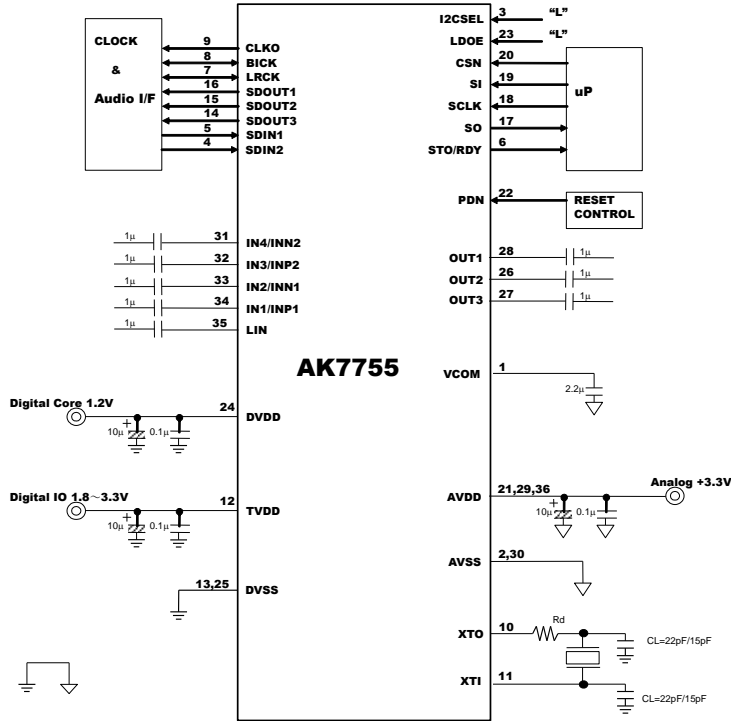 CLOCK
&
Audio I/F
9 CLKO
8 BICK
7 LRCK
16 SDOUT1
15 SDOUT2
14 SDOUT3
5 SDIN1
4 SDIN2
I2CSEL 3 “L”
LDOE 23 “L”
CSN 20
SI 19
SCLK 18
SO 17
STO/RDY 6
uP
PDN 22
RESET
CONTROL
1μ 31 IN4/INN2
1μ 32 IN3/INP2
1μ 33 IN2/INN1
1μ 34 IN1/INP1
1μ 35 LIN
OUT1 28 1μ
OUT2 26 1μ
OUT3 27 1μ
AK7755
VCOM 1
2.2μ
Digital Core 1.2V
24 DVDD
+
10μ 0.1μ
Digital IO 1.8～3.3V
12 TVDD
+
10μ 0.1μ
AVDD 21,29,36
Analog +3.3V
+
10μ 0.1μ
AVSS 2,30
13,25 DVSS
XTO 10 Rd
CL=22pF/15pF
XTI 11
CL=22pF/15pF